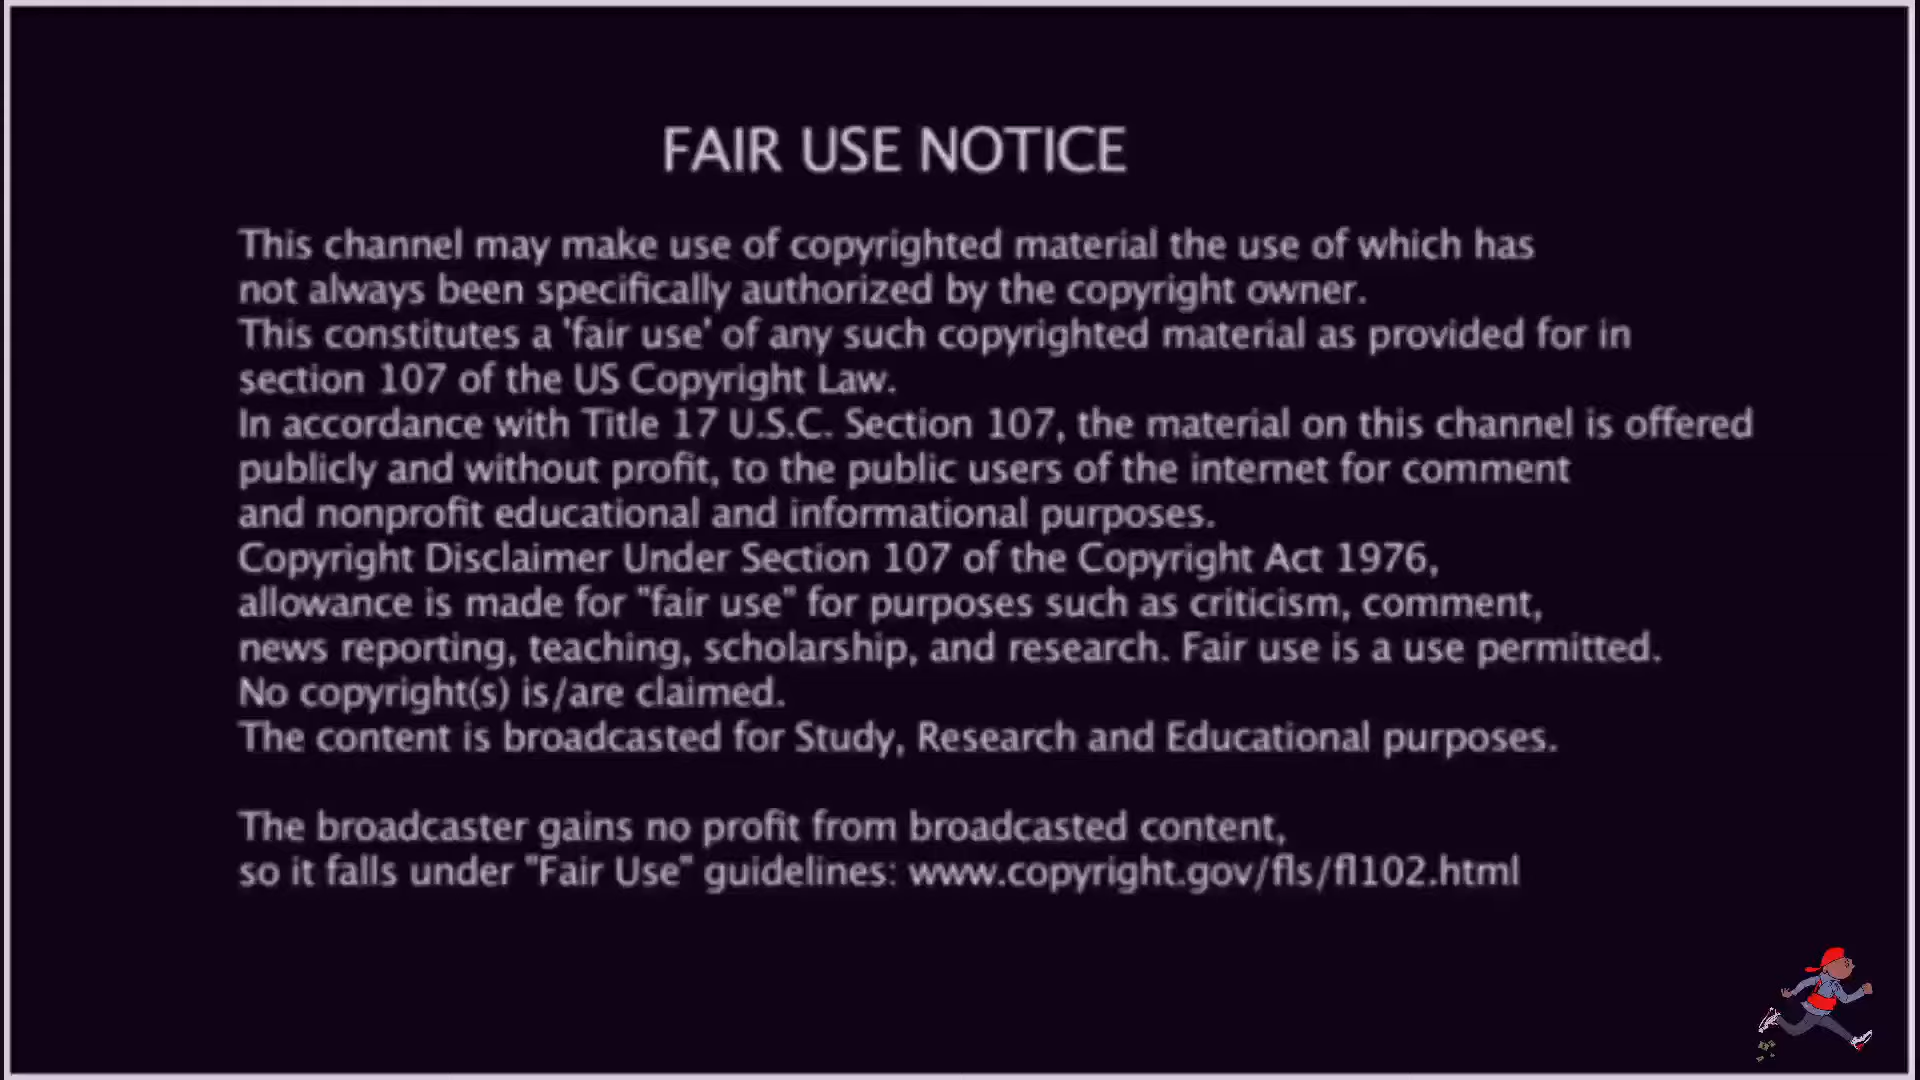 FAIR USE NOTICE
This channel may make use of copyrighted material the use of which has
not always been specifically authorized by the copyright owner.
This constitutes a 'fair use' of any such copyrighted material as provided for in
section 107 of the US Copyright Law.
In accordance with Title 17 U.S.C. Section 107, the material on this channel is offered
publicly and without profit, to the public users of the internet for comment
and nonprofit educational and informational purposes.
Copyright Disclaimer Under Section 107 of the Copyright Act 1976,
allowance is made for "fair use" for purposes such as criticism, comment,
news reporting, teaching, scholarship, and research. Fair use is a use permitted.
No copyright(s) is/are claimed.
The content is broadcasted for Study, Research and Educational purposes.
The broadcaster gains no profit from broadcasted content,
so it falls under "Fair Use" guidelines: www.copyright.gov/fls/fl102.html